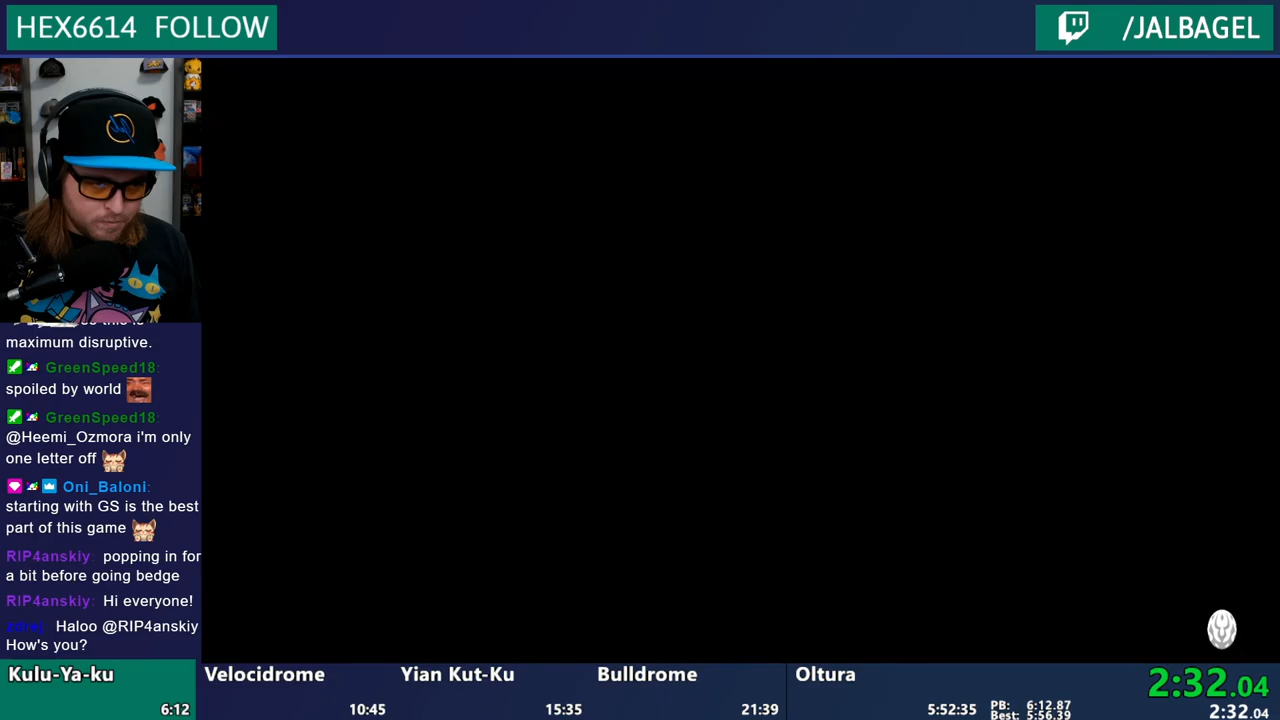 HEX6614 FOLLOW
/JALBAGEL
maximum disruptive.
GreenSpeed18:
spoiled by world
GreenSpeed18:
@Heemi_Ozmora i'm only
one letter off
Oni_Baloni:
starting with GS is the best
part of this game
RIP4anskiy: popping in for
a bit before going bedge
RIP4anskiy: Hi everyone!
Haloo @RIP4anskiy
How's you?
Kulu-Ya-ku
6:12
Velocidrome
10:45
Yian Kut-Ku
15:35
Bulldrome
21:39
Oltura
5:52:35
2:32.04
PB: 6:12.87
Best: 5:56.39
2:32.04